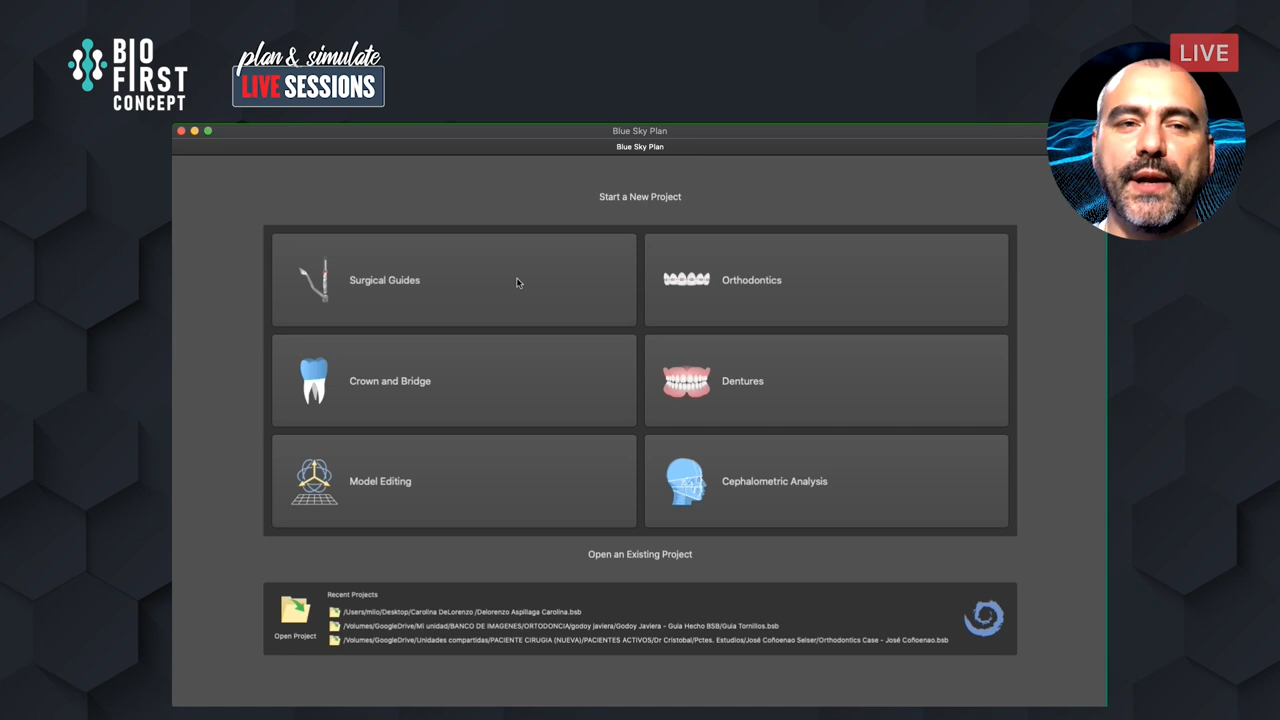 BIO
FIRST
CONCEPT
plan & simulate
LIVE SESSIONS
LIVE
Blue Sky Plan
Blue Sky Plan
Start a New Project
Surgical Guides
Orthodontics
Crown and Bridge
Dentures
Model Editing
Cephalometric Analysis
Open an Existing Project
Recent Projects
/Users/milo/Desktop/Carolina DeLorenzo /Delorenzo Aspillaga Carolina.bsb
/Volumes/GoogleDrive/Mi unidad/BANCO DE IMAGENES/ORTODONCIA/godoy javiera/Godoy Javiera - Guia Hecho BSB/Guia Tornillos.bsb
/Volumes/GoogleDrive/Unidades compartidas/PACIENTE CIRUGIA (NUEVA)/PACIENTES ACTIVOS/Dr Cristobal/Pctes. Estudios/José Coñoenao Seiser/Orthodontics Case - José Coñoenao.bsb
Open Project